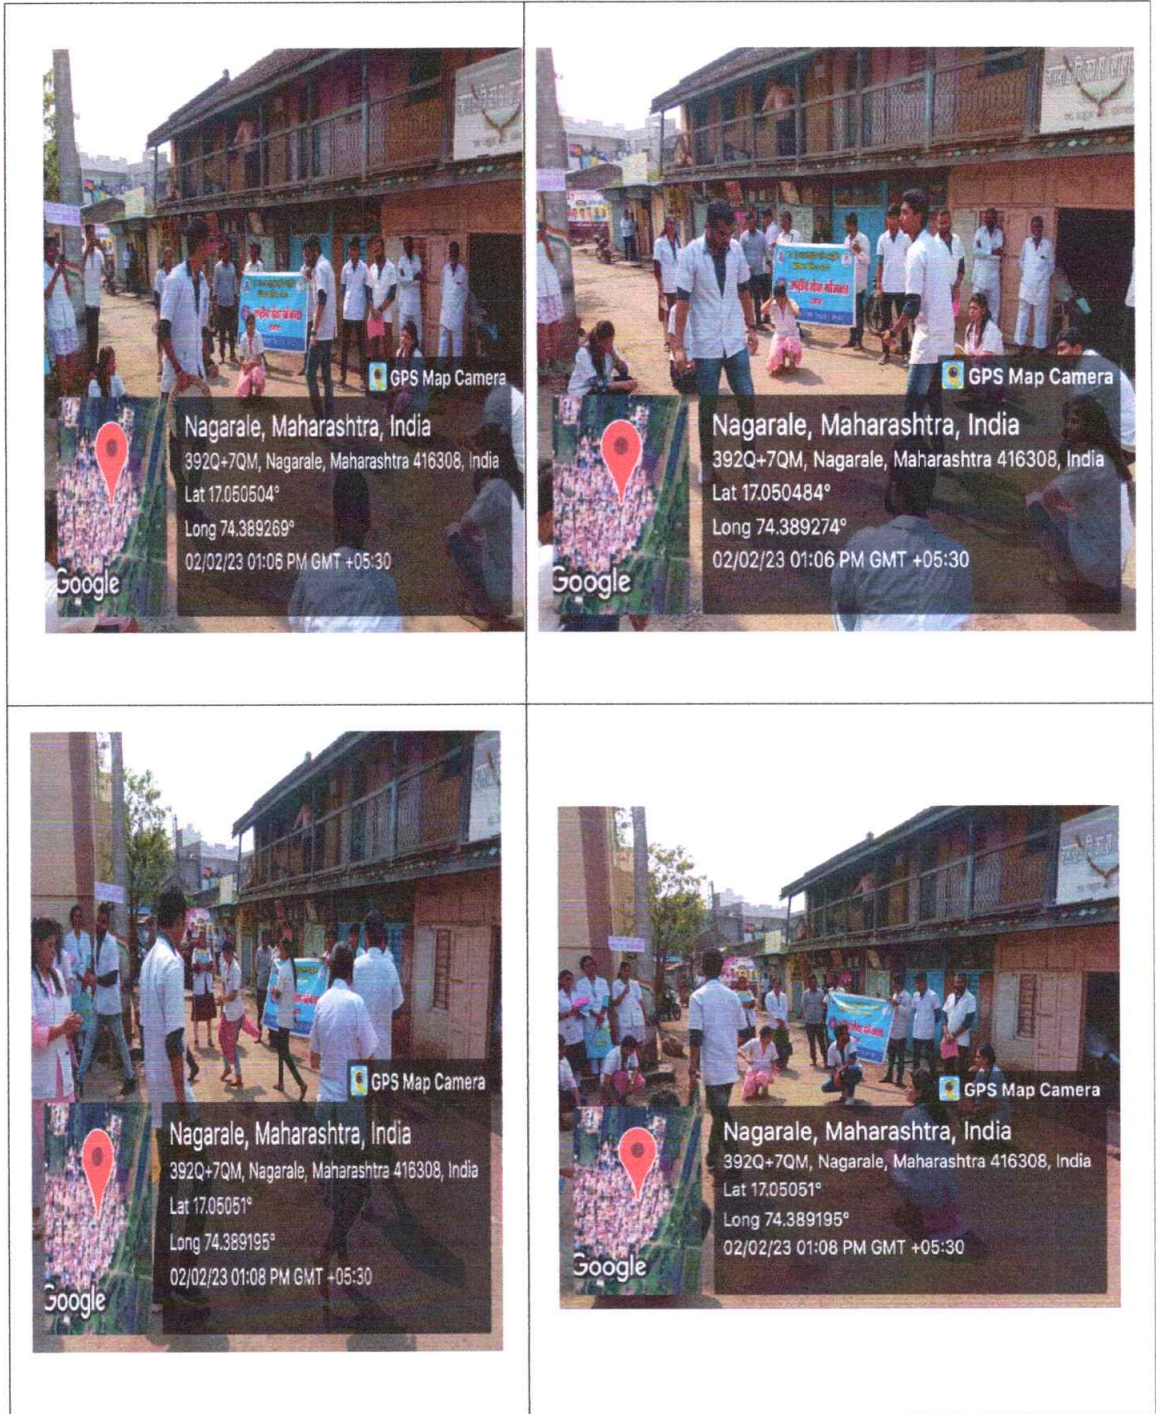 राष्ट्रीय सेवा योजना
GPS Map Camera
Nagarale, Maharashtra, India
392Q+7QM, Nagarale, Maharashtra 416308, India
Lat 17.050504°
Long 74.389269°
02/02/23 01:06 PM GMT +05:30
Google
राष्ट्रीय सेवा योजना
GPS Map Camera
Nagarale, Maharashtra, India
392Q+7QM, Nagarale, Maharashtra 416308, India
Lat 17.050484°
Long 74.389274°
02/02/23 01:06 PM GMT +05:30
Google
GPS Map Camera
Nagarale, Maharashtra, India
392Q+7QM, Nagarale, Maharashtra 416308, India
Lat 17.05051°
Long 74.389195°
02/02/23 01:08 PM GMT +05:30
Google
GPS Map Camera
Nagarale, Maharashtra, India
392Q+7QM, Nagarale, Maharashtra 416308, India
Lat 17.05051°
Long 74.389195°
02/02/23 01:08 PM GMT +05:30
Google